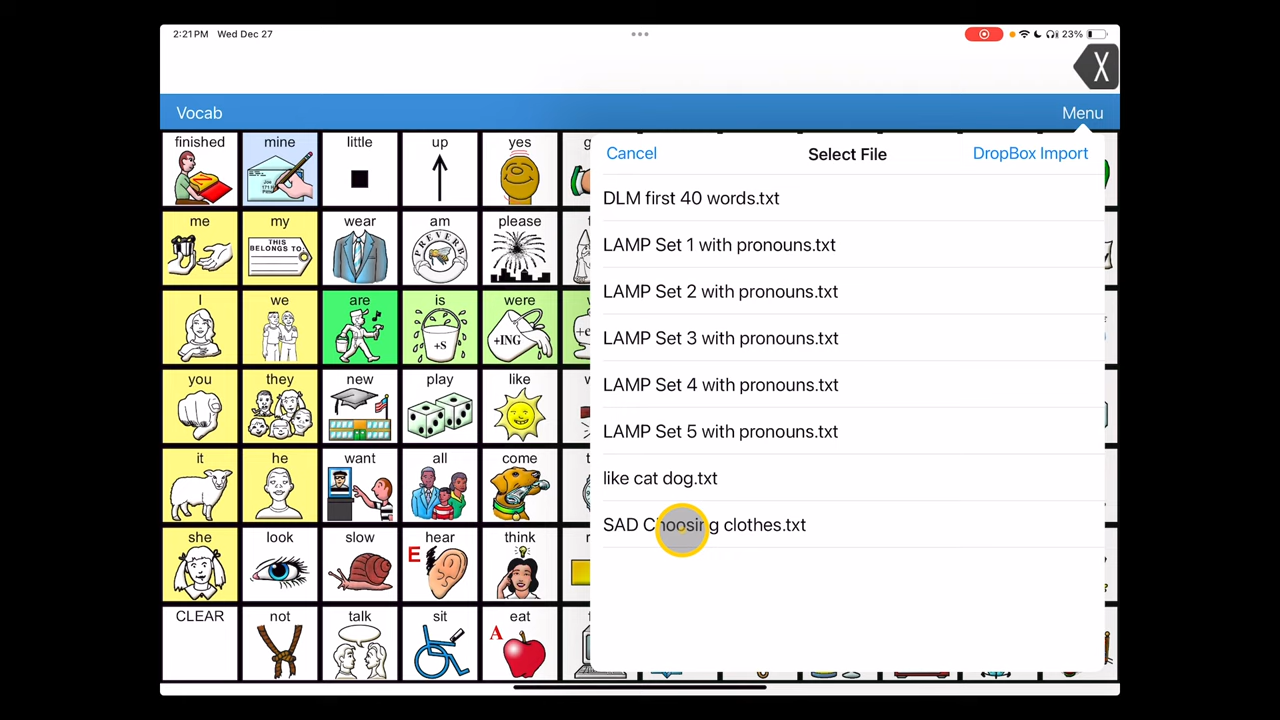 2:21PM Wed Dec 27
23%
X
Vocab
Menu
finished
mine
little
up
yes
Cancel
Select File
DropBox Import
DLM first 40 words.txt
LAMP Set 1 with pronouns.txt
LAMP Set 2 with pronouns.txt
LAMP Set 3 with pronouns.txt
LAMP Set 4 with pronouns.txt
LAMP Set 5 with pronouns.txt
like cat dog.txt
SAD Choosing clothes.txt
me
my
wear
am
please
THIS
BELONGS TO:
PREVERB
I
we
are
is
were
+S
+ING
you
they
new
play
like
it
he
want
all
come
she
look
slow
hear
think
E
CLEAR
not
talk
sit
eat
A